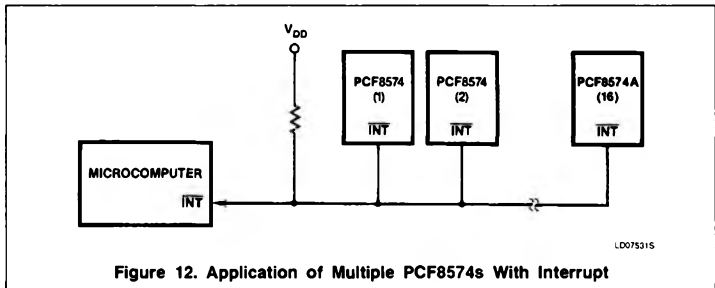 V_DD
PCF8574
(1)
INT
PCF8574
(2)
INT
PCF8574A
(16)
INT
MICROCOMPUTER
INT
LD07531S
Figure 12. Application of Multiple PCF8574s With Interrupt